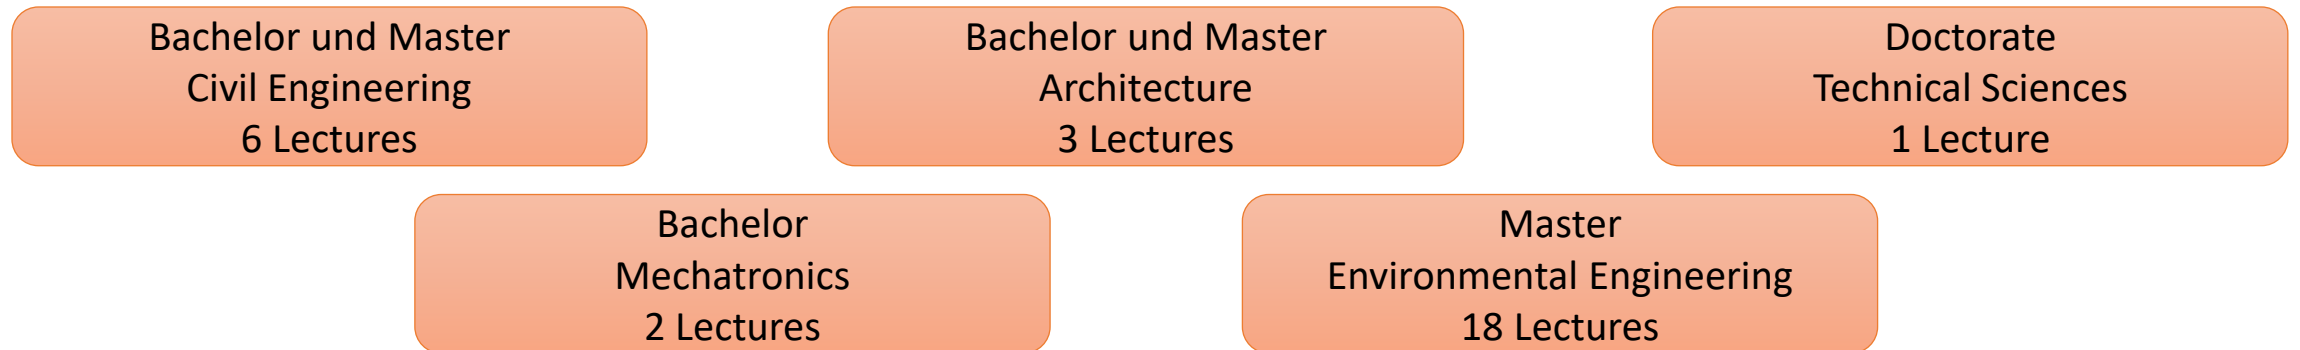 Bachelor und Master
Civil Engineering
6 Lectures
Bachelor und Master
Architecture
3 Lectures
Doctorate
Technical Sciences
1 Lecture
Bachelor
Mechatronics
2 Lectures
Master
Environmental Engineering
18 Lectures